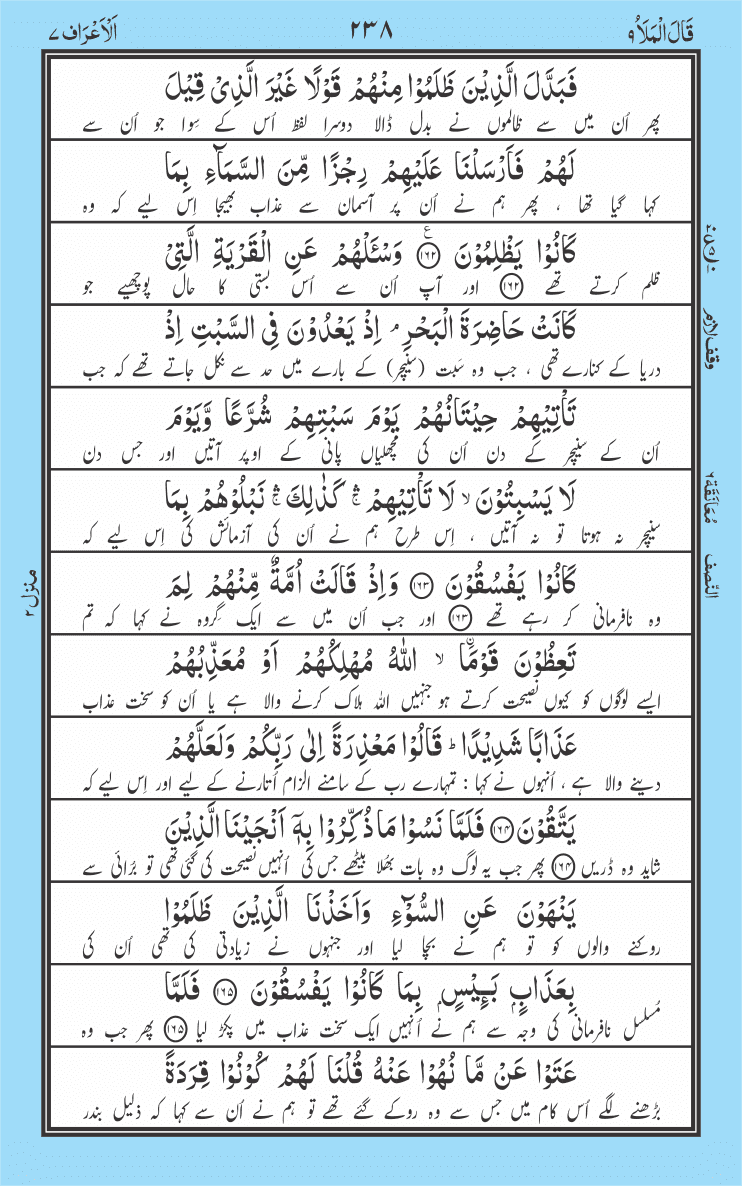 قَالَ الْمَلَاُ ٩ ٢٣٨ اَلْاَعْرَاف ٧
فَبَدَّلَ الَّذِيْنَ ظَلَمُوْا مِنْهُمْ قَوْلًا غَيْرَ الَّذِيْ قِيْلَ
پھر اُن میں سے ظالموں نے بدل ڈالا دوسرا لفظ اُس کے سِوا جو اُن سے
لَهُمْ فَاَرْسَلْنَا عَلَيْهِمْ رِجْزًا مِّنَ السَّمَآءِ بِمَا
کہا گیا تھا ، پھر ہم نے اُن پر آسمان سے عذاب بھیجا اِس لیے کہ وہ
كَانُوْا يَظْلِمُوْنَ ﴿١٦٢﴾ ع وَسْـَٔلْهُمْ عَنِ الْقَرْيَةِ الَّتِيْ
ظلم کرتے تھے ﴿١٦٢﴾ اور آپ اُن سے اُس بستی کا حال پوچھیے جو
كَانَتْ حَاضِرَةَ الْبَحْرِ ۘ اِذْ يَعْدُوْنَ فِي السَّبْتِ اِذْ
دریا کے کنارے تھی ، جب وہ سَبت (سنیچر) کے بارے میں حد سے نکل جاتے تھے کہ جب
تَاْتِيْهِمْ حِيْتَانُهُمْ يَوْمَ سَبْتِهِمْ شُرَّعًا وَّيَوْمَ
اُن کے سنیچر کے دن اُن کی مچھلیاں پانی کے اوپر آتیں اور جس دن
لَا يَسْبِتُوْنَ ۙ لَا تَاْتِيْهِمْ ۛ كَذٰلِكَ ۛ نَبْلُوْهُمْ بِمَا
سنیچر نہ ہوتا تو نہ آتیں ، اِس طرح ہم نے اُن کی آزمائش کی اِس لیے کہ
كَانُوْا يَفْسُقُوْنَ ﴿١٦٣﴾ وَاِذْ قَالَتْ اُمَّةٌ مِّنْهُمْ لِمَ
وہ نافرمانی کر رہے تھے ﴿١٦٣﴾ اور جب اُن میں سے ایک گروہ نے کہا کہ تم
تَعِظُوْنَ قَوْمَا ۙ اللّٰهُ مُهْلِكُهُمْ اَوْ مُعَذِّبُهُمْ
ایسے لوگوں کو کیوں نصیحت کرتے ہو جنہیں اللہ ہلاک کرنے والا ہے یا اُن کو سخت عذاب
عَذَابًا شَدِيْدًا ؕ قَالُوْا مَعْذِرَةً اِلٰى رَبِّكُمْ وَلَعَلَّهُمْ
دینے والا ہے ، اُنہوں نے کہا : تمہارے رب کے سامنے الزام اُتارنے کے لیے اور اِس لیے کہ
يَتَّقُوْنَ ﴿١٦٤﴾ فَلَمَّا نَسُوْا مَا ذُكِّرُوْا بِهٖٓ اَنْجَيْنَا الَّذِيْنَ
شاید وہ ڈریں ﴿١٦٤﴾ پھر جب یہ لوگ وہ بات بھُلا بیٹھے جس کی اُنہیں نصیحت کی گئی تھی تو بُرائی سے
يَنْهَوْنَ عَنِ السُّوْٓءِ وَاَخَذْنَا الَّذِيْنَ ظَلَمُوْا
روکنے والوں کو تو ہم نے بچا لیا اور جنہوں نے زیادتی کی تھی اُن کی
بِعَذَابٍۭ بَـِٕيْسٍۭ بِمَا كَانُوْا يَفْسُقُوْنَ ﴿١٦٥﴾ فَلَمَّا
مُسلسل نافرمانی کی وجہ سے ہم نے اُنہیں ایک سخت عذاب میں پکڑ لیا ﴿١٦٥﴾ پھر جب وہ
عَتَوْا عَنْ مَّا نُهُوْا عَنْهُ قُلْنَا لَهُمْ كُوْنُوْا قِرَدَةً
بڑھنے لگے اُس کام میں جس سے وہ روکے گئے تھے تو ہم نے اُن سے کہا کہ ذلیل بندر
وقف لازم
مُعَانَقَة ٦
النّصف
منزل ٢